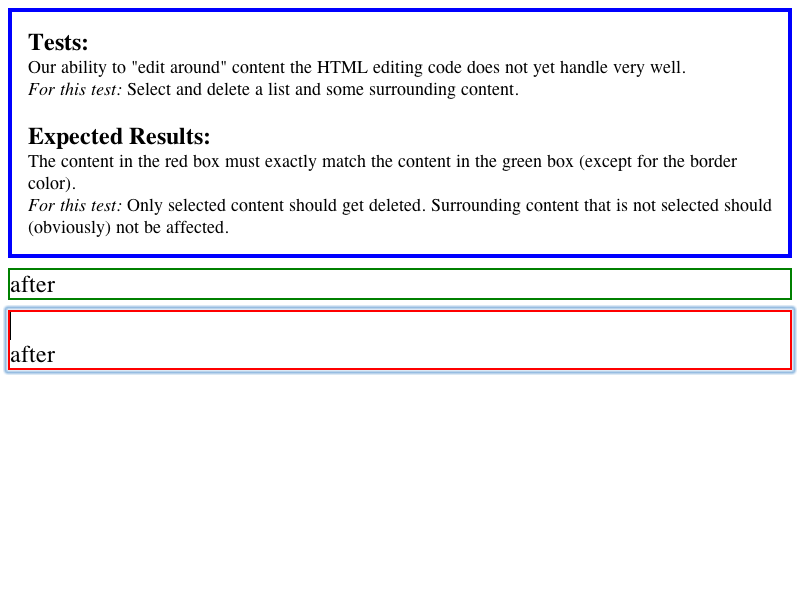 Tests:
Our ability to "edit around" content the HTML editing code does not yet handle very well.
For this test: Select and delete a list and some surrounding content.
Expected Results:
The content in the red box must exactly match the content in the green box (except for the border
color).
For this test: Only selected content should get deleted. Surrounding content that is not selected should
(obviously) not be affected.
after
after